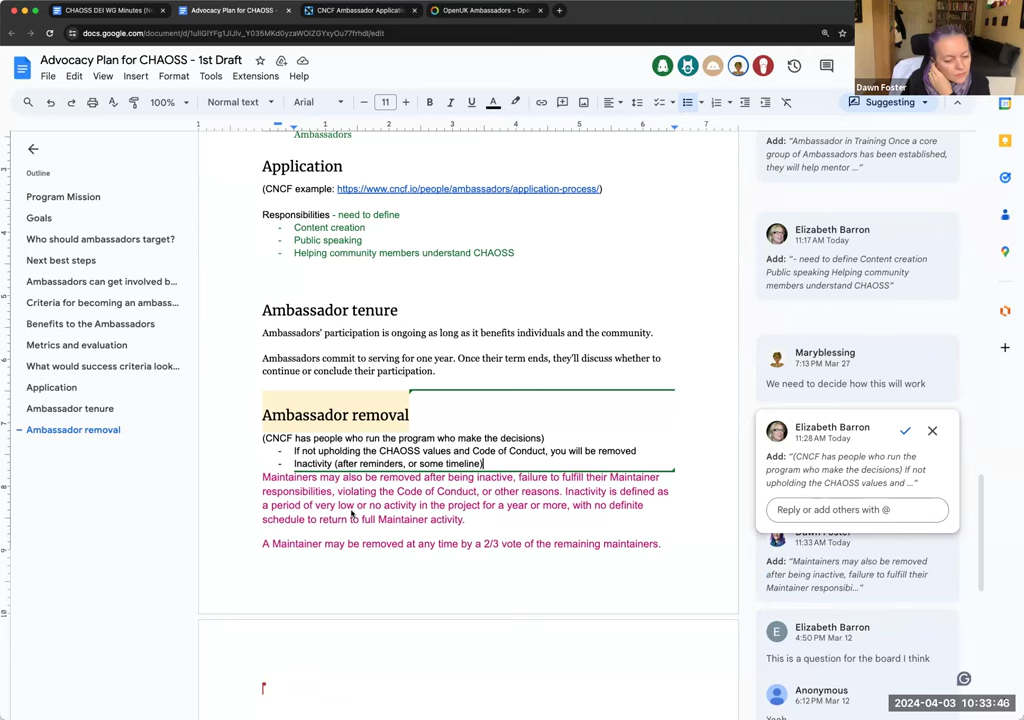 CHAOSS DEI WG Minutes (N
Advocacy Plan for CHAOSS -
CNCF Ambassador Applicatio
OpenUK Ambassadors - Ope
docs.google.com/document/d/
Advocacy Plan for CHAOSS - 1st Draft
File Edit View Insert Format Tools Extensions Help
Dawn Foster
100% Normal text Arial 11 B I U A Suggesting
1 1 2 3 4 5 6 7
Outline
Program Mission
Goals
Who should ambassadors target?
Next best steps
Ambassadors can get involved b...
Criteria for becoming an ambass...
Benefits to the Ambassadors
Metrics and evaluation
What would success criteria look...
Application
Ambassador tenure
Ambassador removal
Ambassadors
Application
(CNCF example: https://www.cncf.io/people/ambassadors/application-process/)
Responsibilities - need to define
- Content creation
- Public speaking
- Helping community members understand CHAOSS
Ambassador tenure
Ambassadors' participation is ongoing as long as it benefits individuals and the community.
Ambassadors commit to serving for one year. Once their term ends, they'll discuss whether to
continue or conclude their participation.
Ambassador removal
(CNCF has people who run the program who make the decisions)
- If not upholding the CHAOSS values and Code of Conduct, you will be removed
- Inactivity (after reminders, or some timeline)
Maintainers may also be removed after being inactive, failure to fulfill their Maintainer
responsibilities, violating the Code of Conduct, or other reasons. Inactivity is defined as
a period of very low or no activity in the project for a year or more, with no definite
schedule to return to full Maintainer activity.
A Maintainer may be removed at any time by a 2/3 vote of the remaining maintainers.
Add: "Ambassador in Training Once a core
group of Ambassadors has been established,
they will help mentor ..."
Elizabeth Barron
11:17 AM Today
Add: "- need to define Content creation
Public speaking Helping community
members understand CHAOSS"
Maryblessing
7:13 PM Mar 27
We need to decide how this will work
Elizabeth Barron
11:28 AM Today
Add: "(CNCF has people who run the
program who make the decisions) If not
upholding the CHAOSS values and ..."
Reply or add others with @
11:33 AM Today
Add: "Maintainers may also be removed
after being inactive, failure to fulfill their
Maintainer responsibi..."
E
Elizabeth Barron
4:50 PM Mar 12
This is a question for the board I think
Anonymous
6:12 PM Mar 12
Yeah
2024-04-03 10:33:46